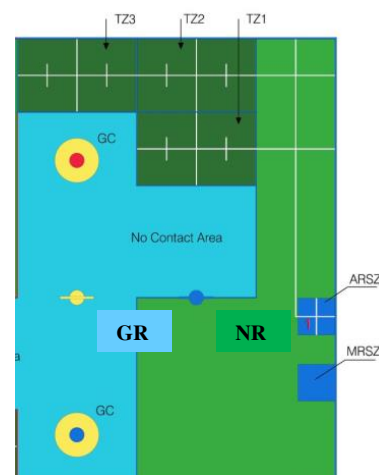 TZ3 TZ2 TZ1
GC
No Contact Area
ARSZ
GR NR
MRSZ
a
GC